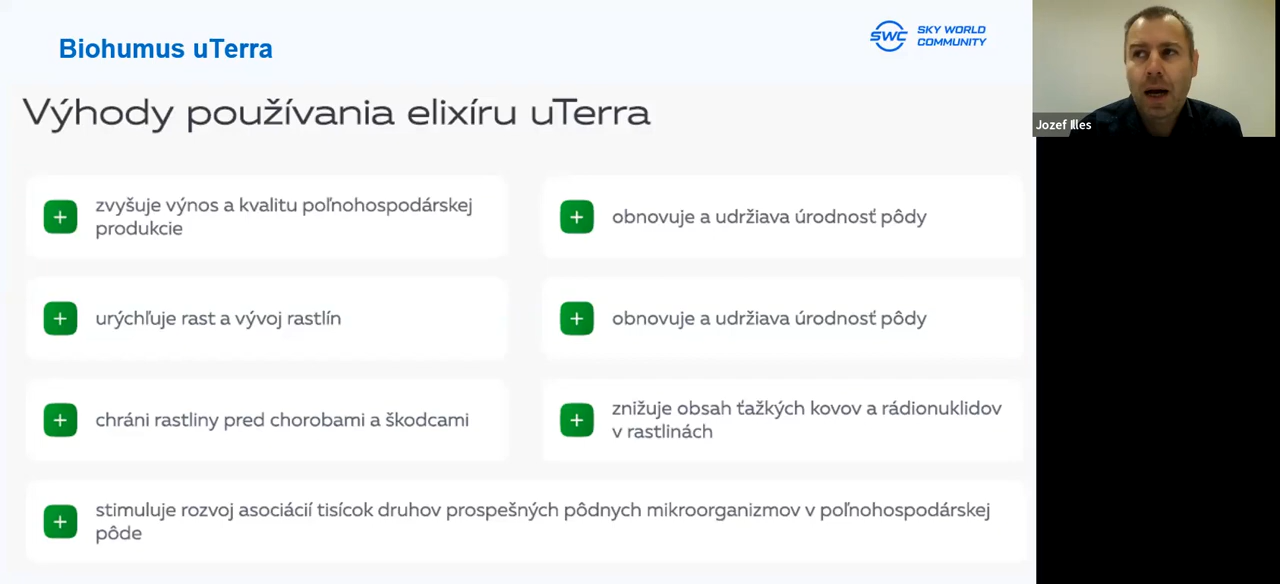 Biohumus uTerra
SWC
SKY WORLD
COMMUNITY
Jozef Illes
Výhody používania elixíru uTerra
zvyšuje výnos a kvalitu poľnohospodárskej
produkcie
obnovuje a udržiava úrodnosť pôdy
urýchľuje rast a vývoj rastlín
obnovuje a udržiava úrodnosť pôdy
chráni rastliny pred chorobami a škodcami
znižuje obsah ťažkých kovov a rádionuklidov
v rastlinách
stimuluje rozvoj asociácií tisícok druhov prospešných pôdnych mikroorganizmov v poľnohospodárskej
pôde